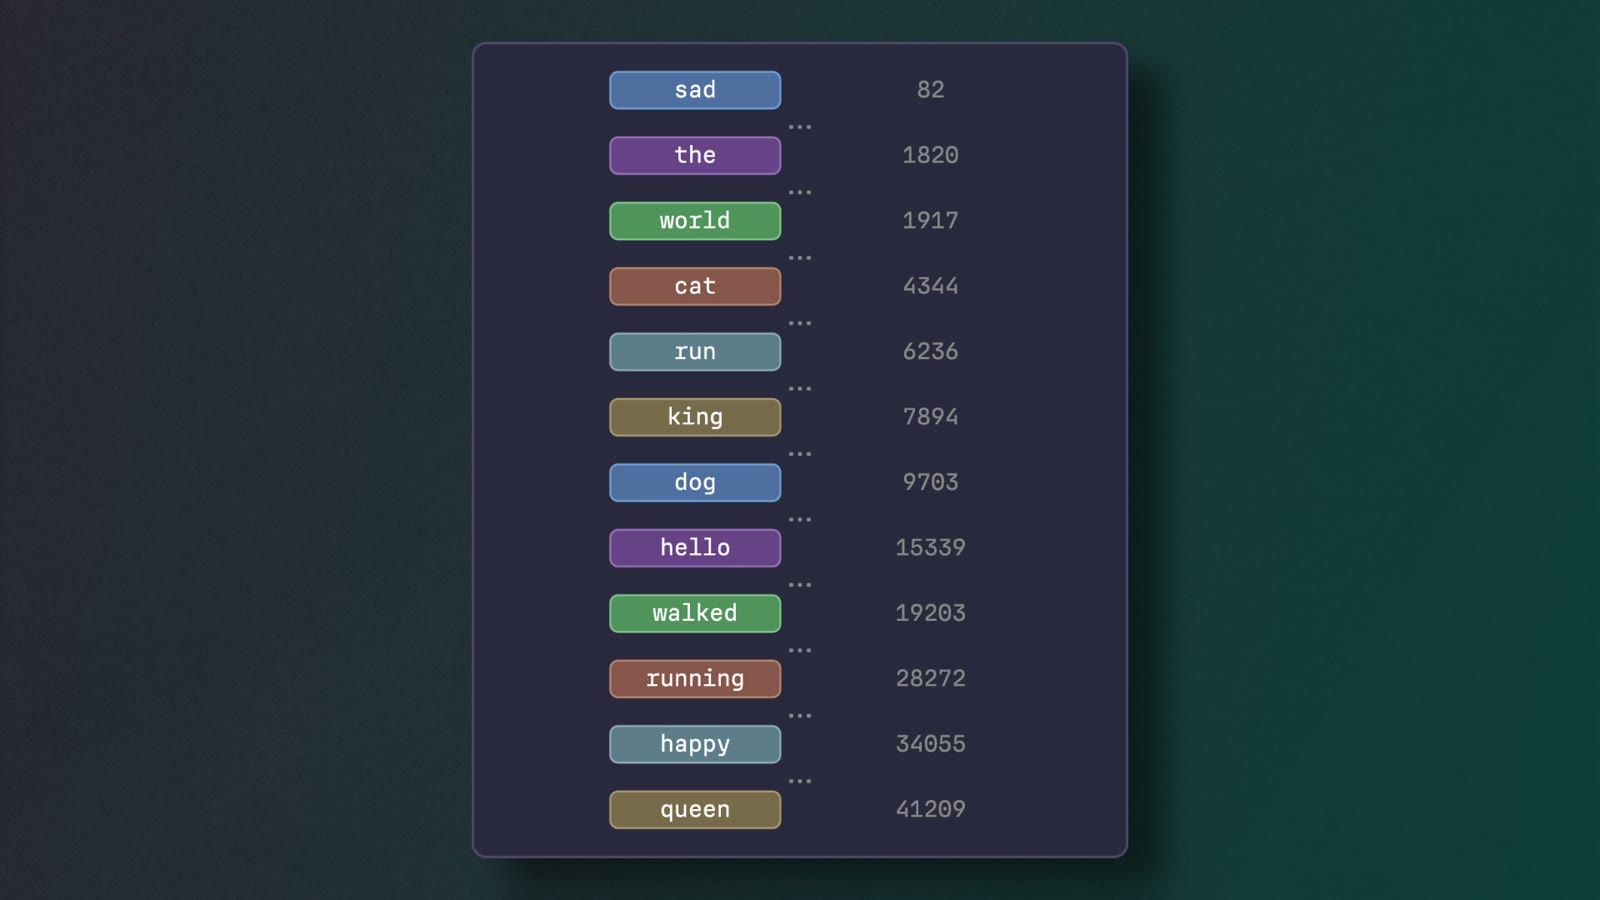 sad 82
...
the 1820
...
world 1917
...
cat 4344
...
run 6236
...
king 7894
...
dog 9703
...
hello 15339
...
walked 19203
...
running 28272
...
happy 34055
...
queen 41209